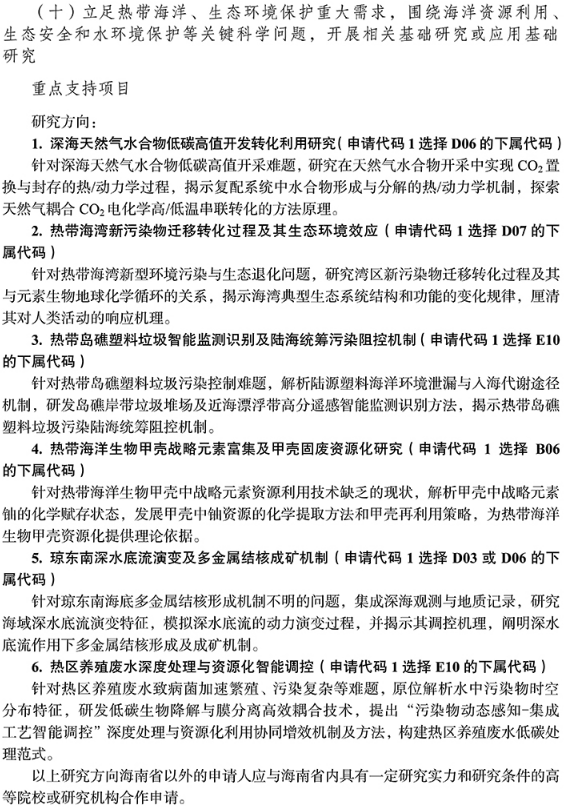 （十）立足热带海洋、生态环境保护重大需求，围绕海洋资源利用、
生态安全和水环境保护等关键科学问题，开展相关基础研究或应用基础
研究
重点支持项目
研究方向：
1. 深海天然气水合物低碳高值开发转化利用研究（申请代码1选择D06的下属代码）
针对深海天然气水合物低碳高值开采难题，研究在天然气水合物开采中实现CO₂置
换与封存的热/动力学过程，揭示复配系统中水合物形成与分解的热/动力学机制，探索
天然气耦合CO₂电化学高/低温串联转化的方法原理。
2. 热带海湾新污染物迁移转化过程及其生态环境效应（申请代码1选择D07的下
属代码）
针对热带海湾新型环境污染与生态退化问题，研究湾区新污染物迁移转化过程及其
与元素生物地球化学循环的关系，揭示海湾典型生态系统结构和功能的变化规律，厘清
其对人类活动的响应机理。
3. 热带岛礁塑料垃圾智能监测识别及陆海统筹污染阻控机制（申请代码1选择E10
的下属代码）
针对热带岛礁塑料垃圾污染控制难题，解析陆源塑料海洋环境泄漏与入海代谢途径
机制，研发岛礁岸带垃圾堆场及近海漂浮带高分遥感智能监测识别方法，揭示热带岛礁
塑料垃圾污染陆海统筹阻控机制。
4. 热带海洋生物甲壳战略元素富集及甲壳固废资源化研究（申请代码1选择B06
的下属代码）
针对热带海洋生物甲壳中战略元素资源利用技术缺乏的现状，解析甲壳中战略元素
铀的化学赋存状态，发展甲壳中铀资源的化学提取方法和甲壳再利用策略，为热带海洋
生物甲壳资源化提供理论依据。
5. 琼东南深水底流演变及多金属结核成矿机制（申请代码1选择D03或D06的下
属代码）
针对琼东南海底多金属结核形成机制不明的问题，集成深海观测与地质记录，研究
海域深水底流演变特征，模拟深水底流的动力演变过程，并揭示其调控机理，阐明深水
底流作用下多金属结核形成及成矿机制。
6. 热区养殖废水深度处理与资源化智能调控（申请代码1选择E10的下属代码）
针对热区养殖废水致病菌加速繁殖、污染复杂等难题，原位解析水中污染物时空
分布特征，研发低碳生物降解与膜分离高效耦合技术，提出“污染物动态感知-集成
工艺智能调控”深度处理与资源化利用协同增效机制及方法，构建热区养殖废水低碳处
理范式。
以上研究方向海南省以外的申请人应与海南省内具有一定研究实力和研究条件的高
等院校或研究机构合作申请。